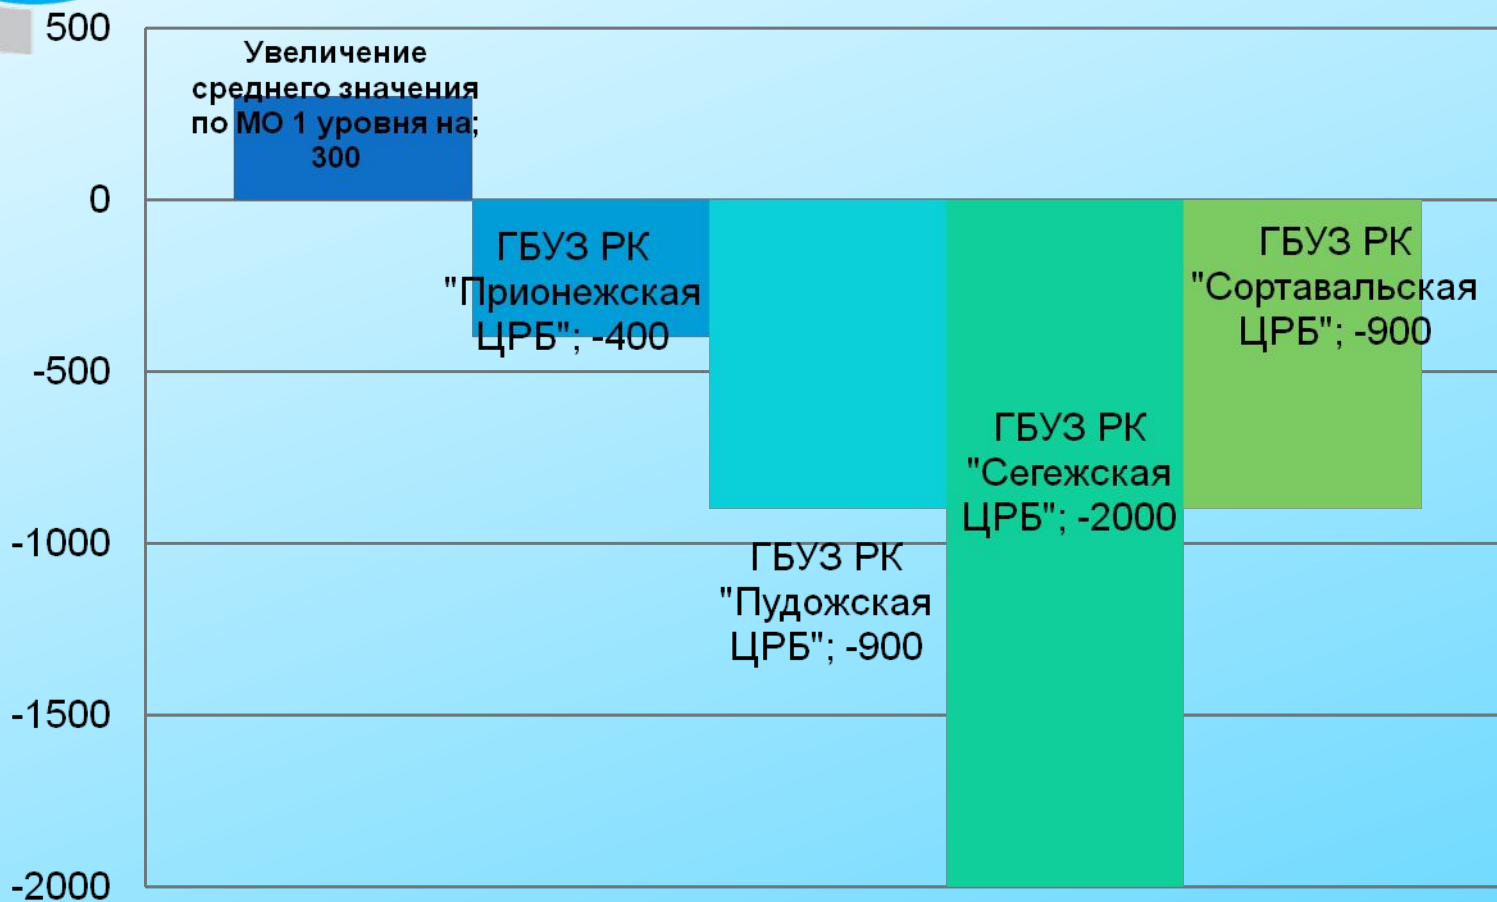 500
0
-500
-1000
-1500
-2000
Увеличение
среднего значения
по МО 1 уровня на;
300
ГБУЗ РК
"Прионежская
ЦРБ"; -400
ГБУЗ РК
"Пудожская
ЦРБ"; -900
ГБУЗ РК
"Сегежская
ЦРБ"; -2000
ГБУЗ РК
"Сортавальская
ЦРБ"; -900